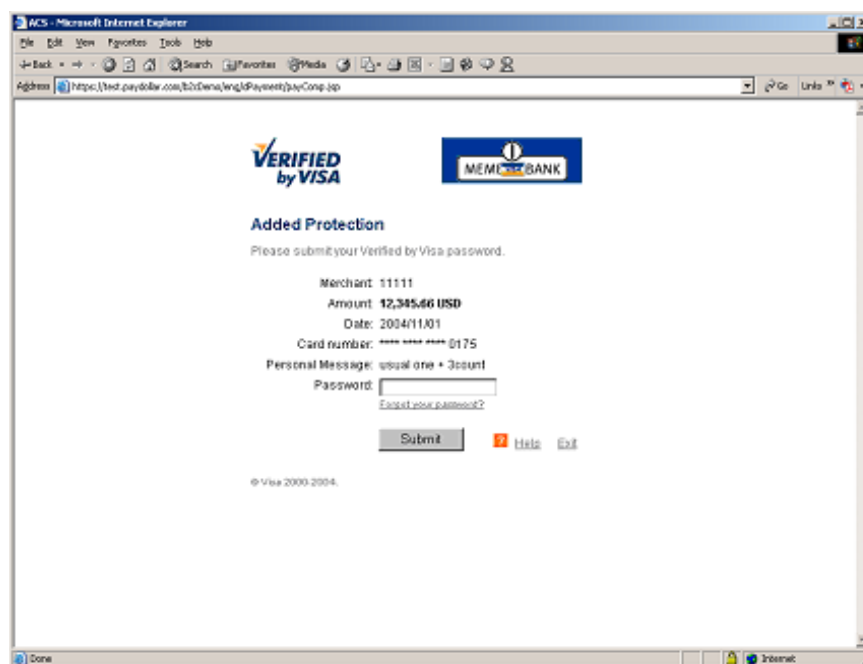 ACS - Microsoft Internet Explorer
File Edit View Favorites Tools Help
Back Search Favorites Media
Address https://test.paydollar.com/b2cDemo/eng/dPayment/payComp.jsp Go Links »
VERIFIED
by VISA
BANK
Added Protection
Please submit your Verified by Visa password.
Merchant: 11111
Amount: 12,345.66 USD
Date: 2004/11/01
Card number: **** **** **** 0175
Personal Message: usual one + 3count
Password:
Forgot your password?
Submit ? Help Exit
© Visa 2000-2004.
Done Internet